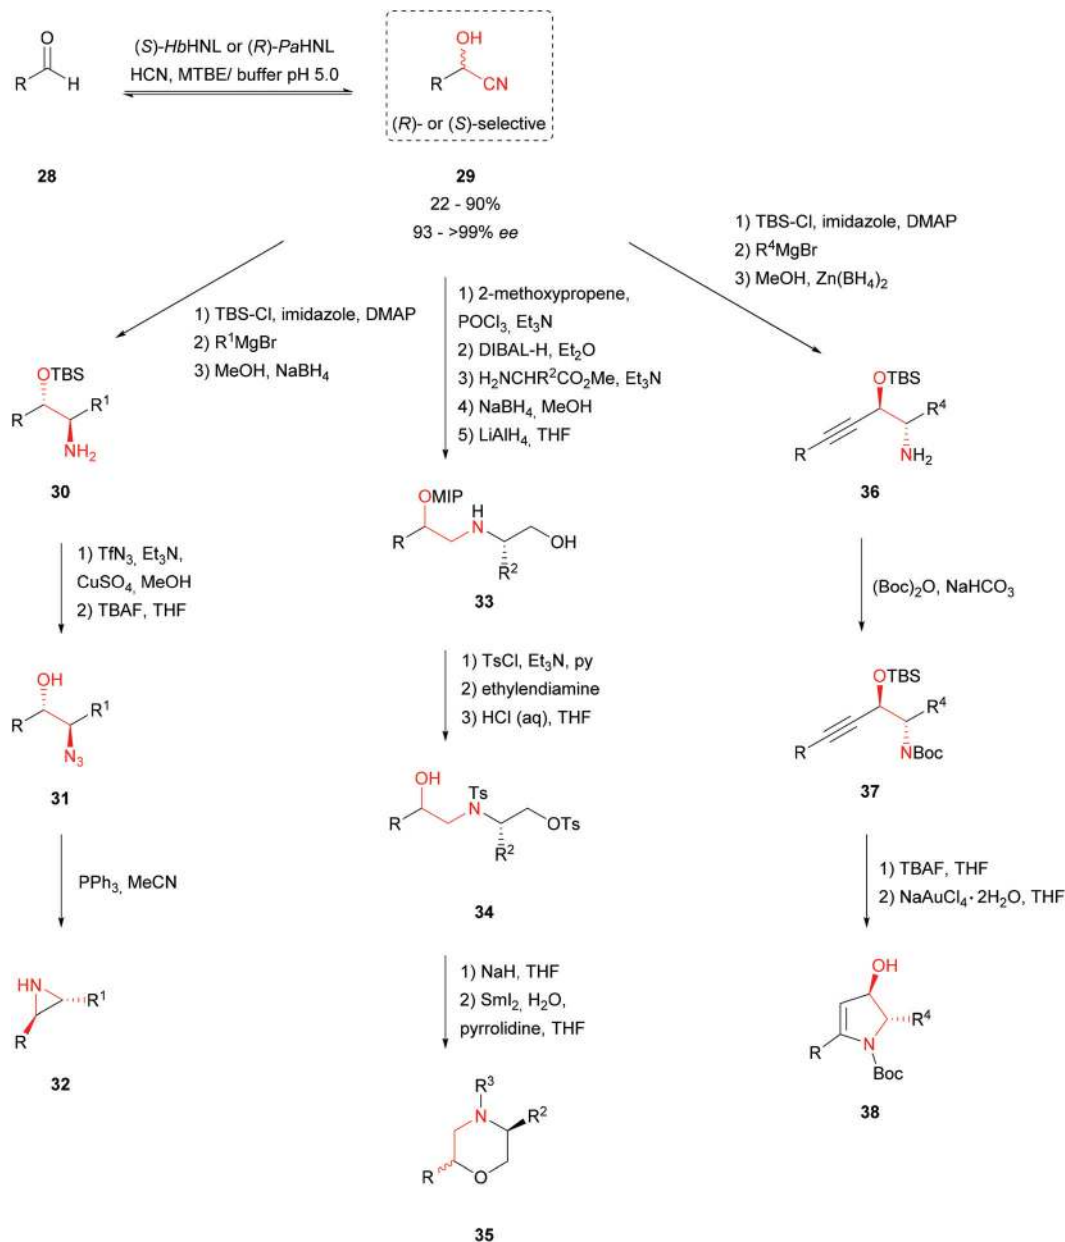 O
R
H
28
(S)-HbHNL or (R)-PaHNL
HCN, MTBE/ buffer pH 5.0
OH
R
CN
(R)- or (S)-selective
29
22 - 90%
93 - >99% ee
1) TBS-Cl, imidazole, DMAP
2) R¹MgBr
3) MeOH, NaBH₄
1) 2-methoxypropene,
POCl₃, Et₃N
2) DIBAL-H, Et₂O
3) H₂NCHR²CO₂Me, Et₃N
4) NaBH₄, MeOH
5) LiAlH₄, THF
1) TBS-Cl, imidazole, DMAP
2) R⁴MgBr
3) MeOH, Zn(BH₄)₂
OTBS
R
R¹
NH₂
30
1) TfN₃, Et₃N,
CuSO₄, MeOH
2) TBAF, THF
OH
R
R¹
N₃
31
PPh₃, MeCN
HN
R¹
R
32
OMIP
R
H
N
R²
OH
33
1) TsCl, Et₃N, py
2) ethylendiamine
3) HCl (aq), THF
OH
R
Ts
N
R²
OTs
34
1) NaH, THF
2) SmI₂, H₂O,
pyrrolidine, THF
R³
N
R²
R
O
35
OTBS
R⁴
R
NH₂
36
(Boc)₂O, NaHCO₃
OTBS
R⁴
R
NBoc
37
1) TBAF, THF
2) NaAuCl₄·2H₂O, THF
OH
R⁴
R
N
Boc
38